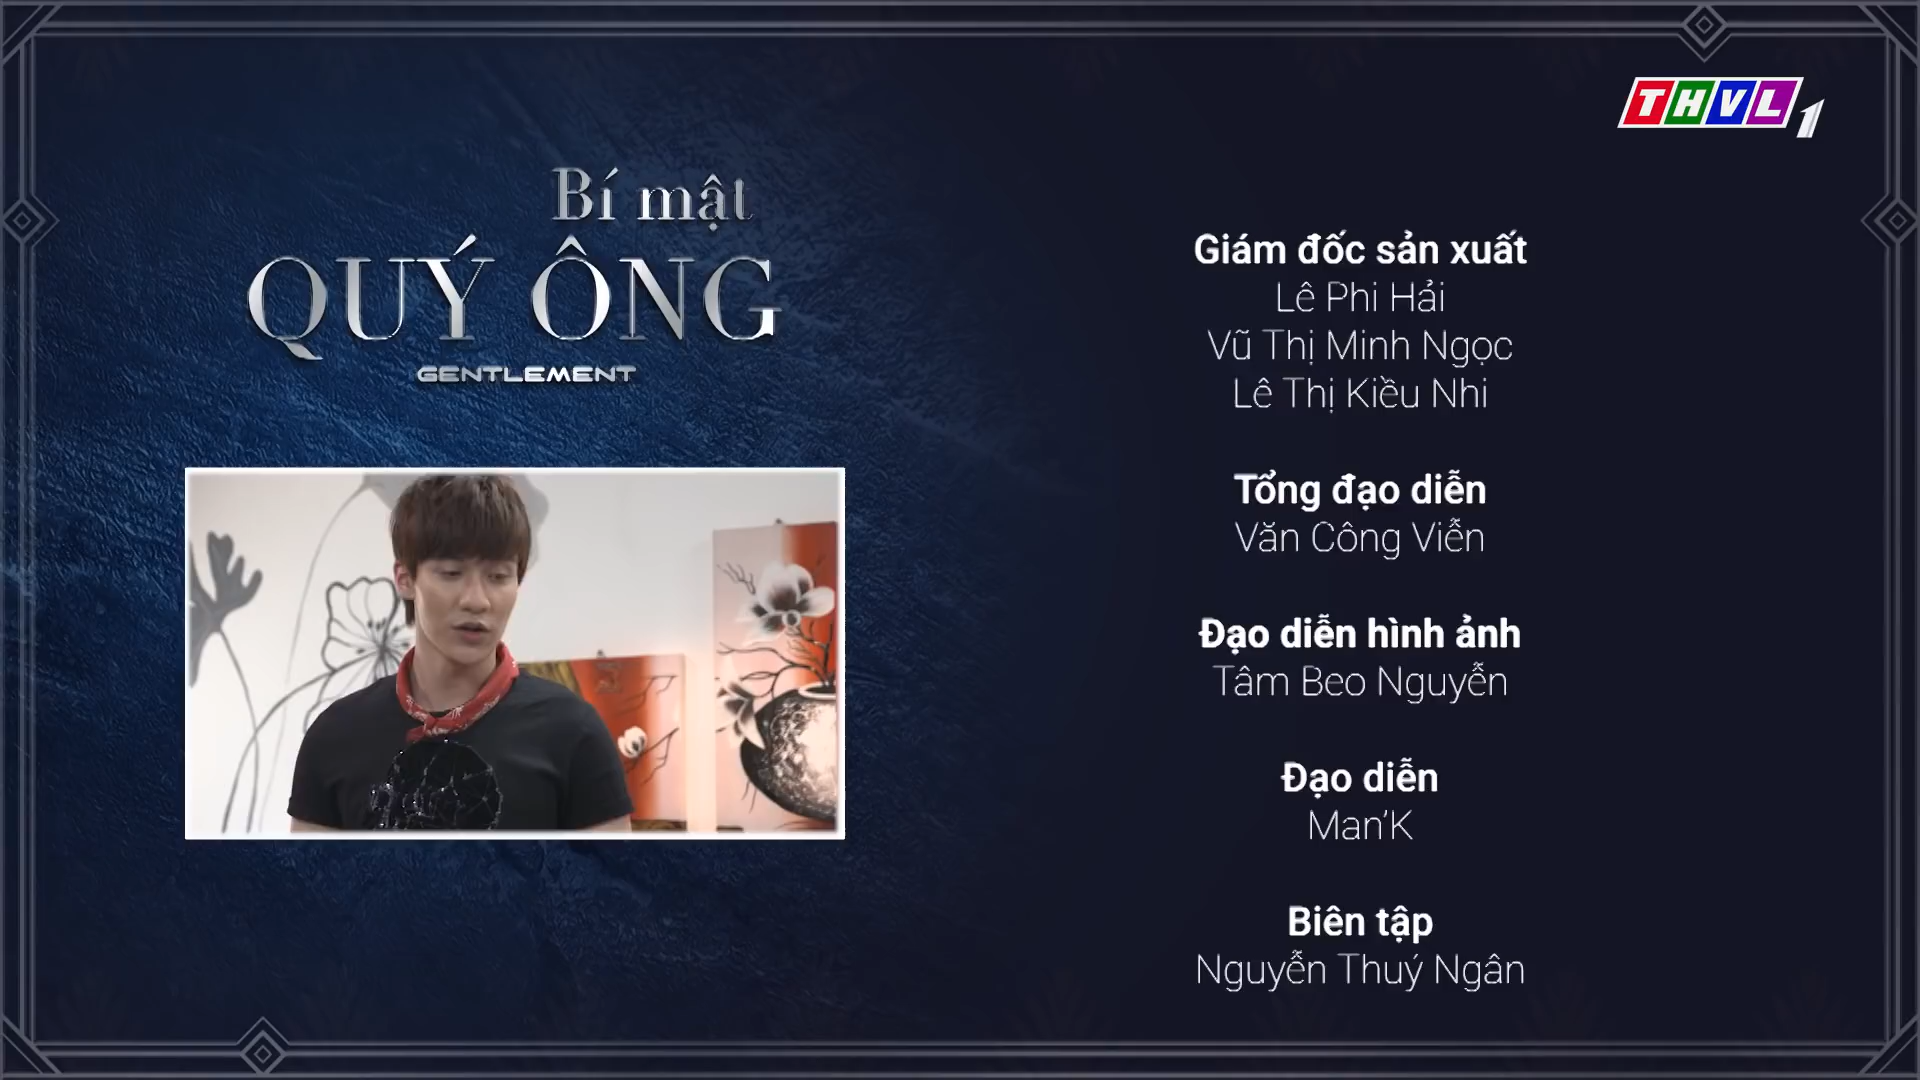 THVL1
Bí mật
QUÝ ÔNG
GENTLEMENT
Giám đốc sản xuất
Lê Phi Hải
Vũ Thị Minh Ngọc
Lê Thị Kiều Nhi
Tổng đạo diễn
Văn Công Viễn
Đạo diễn hình ảnh
Tâm Beo Nguyễn
Đạo diễn
Man'K
Biên tập
Nguyễn Thuý Ngân